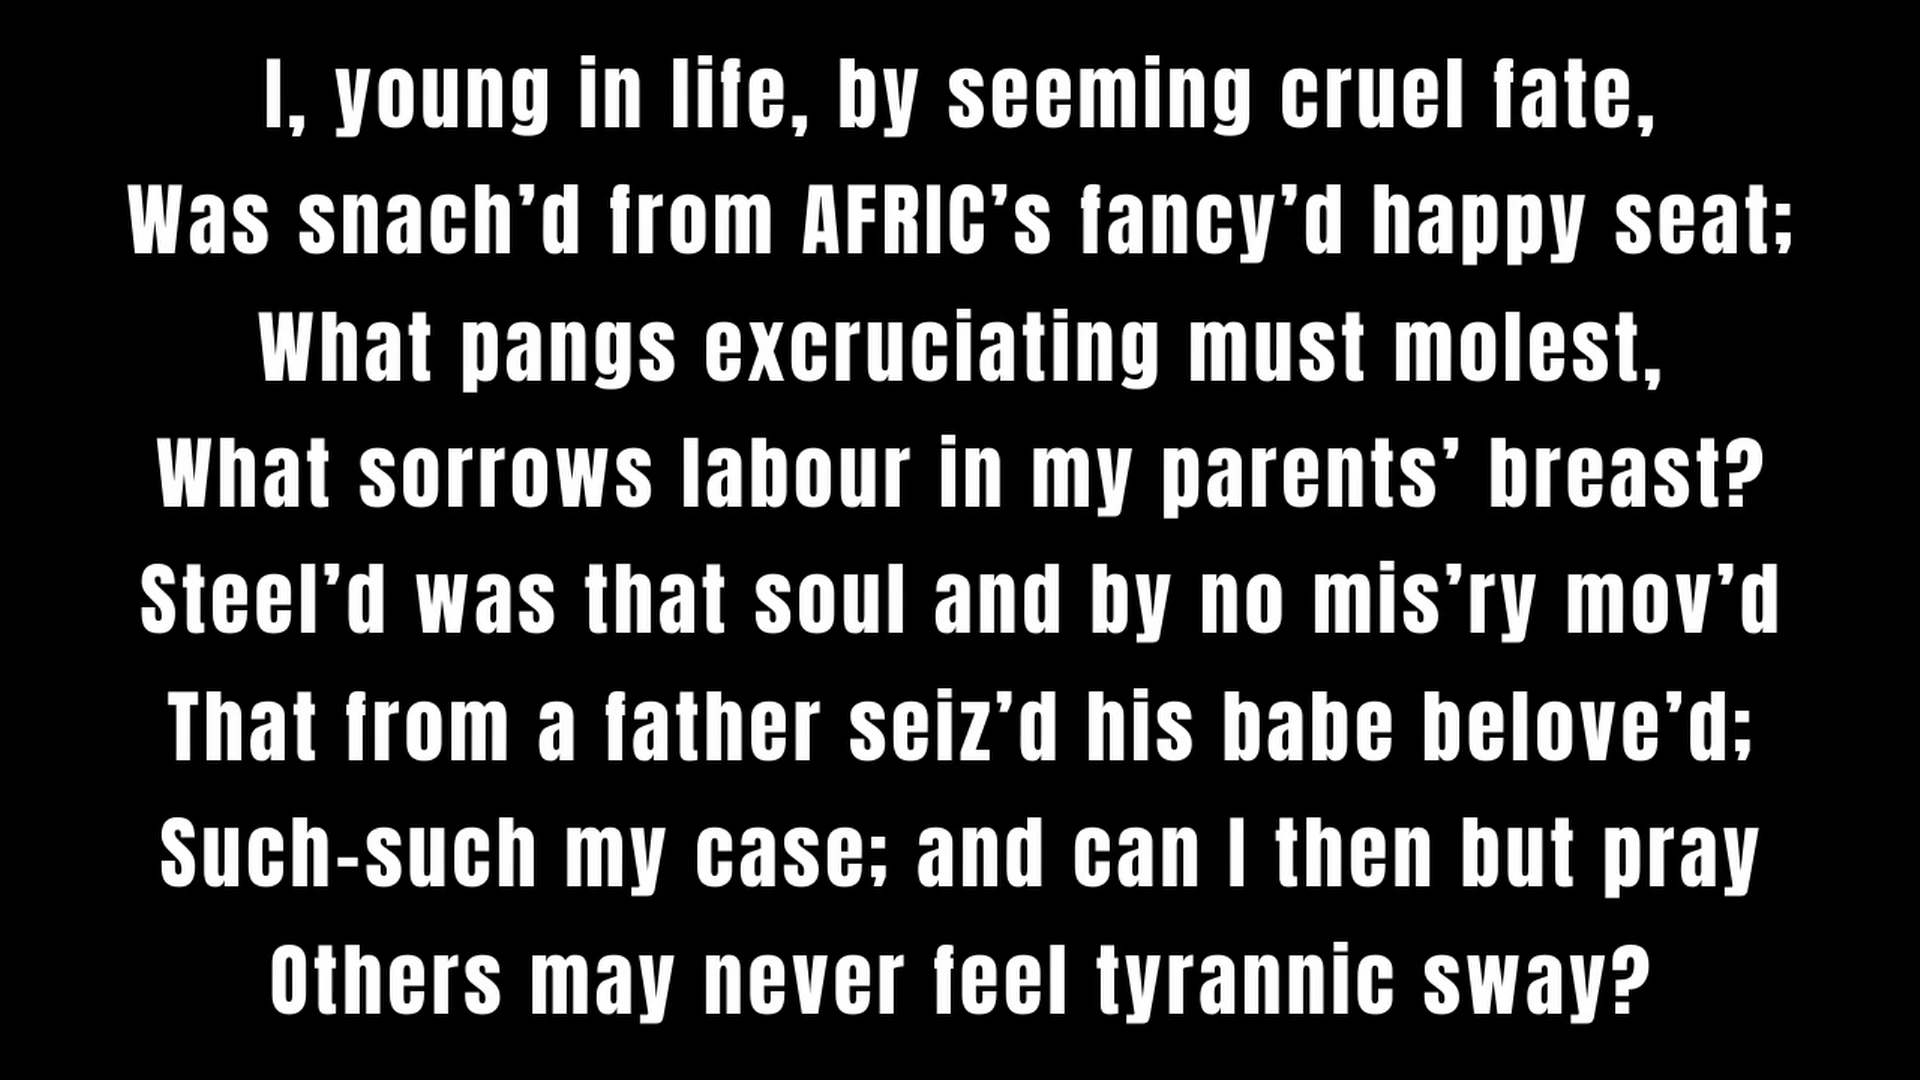 I, young in life, by seeming cruel fate,
Was snach’d from AFRIC’s fancy’d happy seat;
What pangs excruciating must molest,
What sorrows labour in my parents’ breast?
Steel’d was that soul and by no mis’ry mov’d
That from a father seiz’d his babe belove’d;
Such-such my case; and can I then but pray
Others may never feel tyrannic sway?